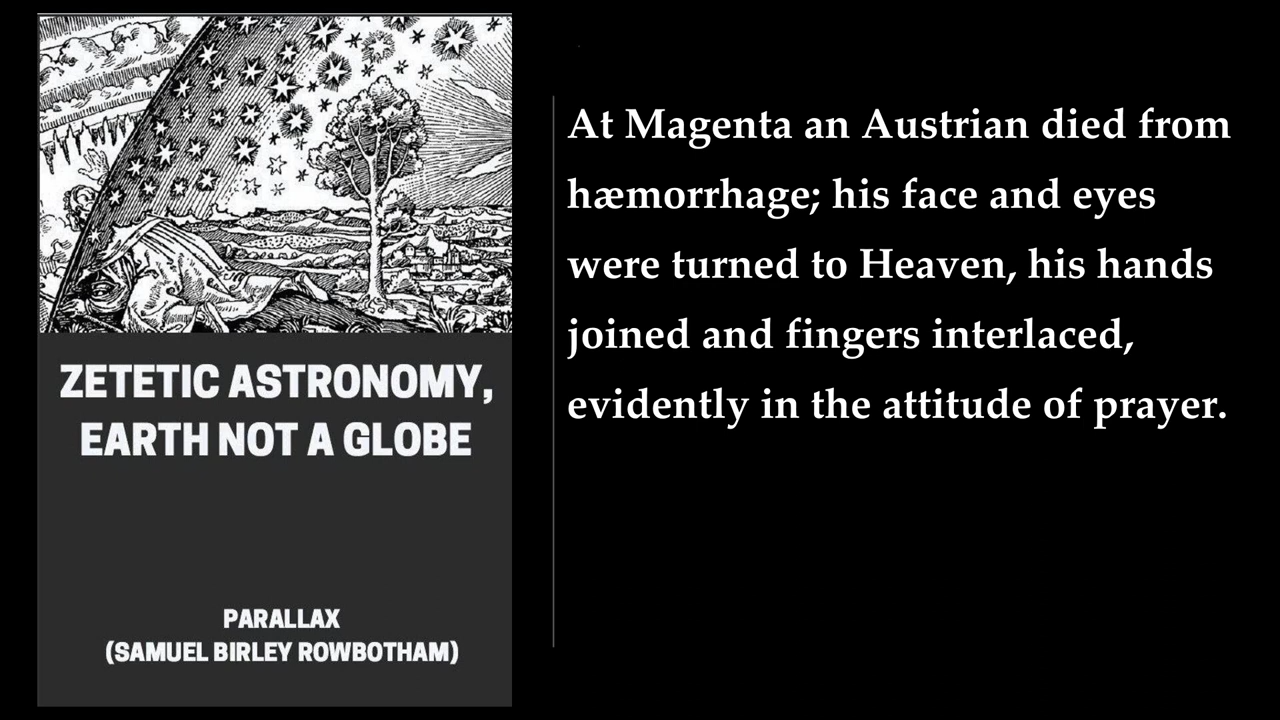 ZETETIC ASTRONOMY,
EARTH NOT A GLOBE
PARALLAX
(SAMUEL BIRLEY ROWBOTHAM)
At Magenta an Austrian died from
hæmorrhage; his face and eyes
were turned to Heaven, his hands
joined and fingers interlaced,
evidently in the attitude of prayer.